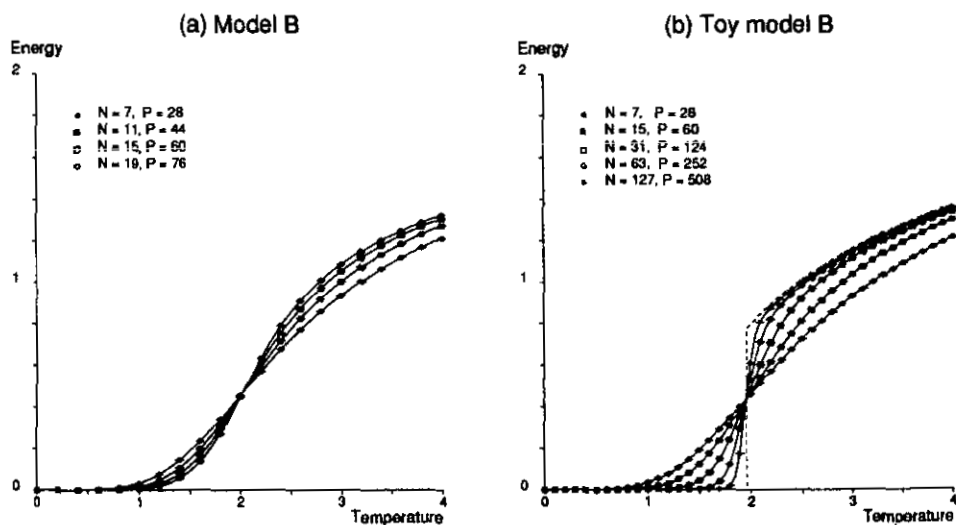 (a) Model B
Energy
2
N = 7, P = 28
N = 11, P = 44
N = 15, P = 60
N = 19, P = 76
1
0
0 1 2 3 4
Temperature
(b) Toy model B
Energy
2
N = 7, P = 28
N = 15, P = 60
N = 31, P = 124
N = 63, P = 252
N = 127, P = 508
1
0
0 1 2 3 4
Temperature